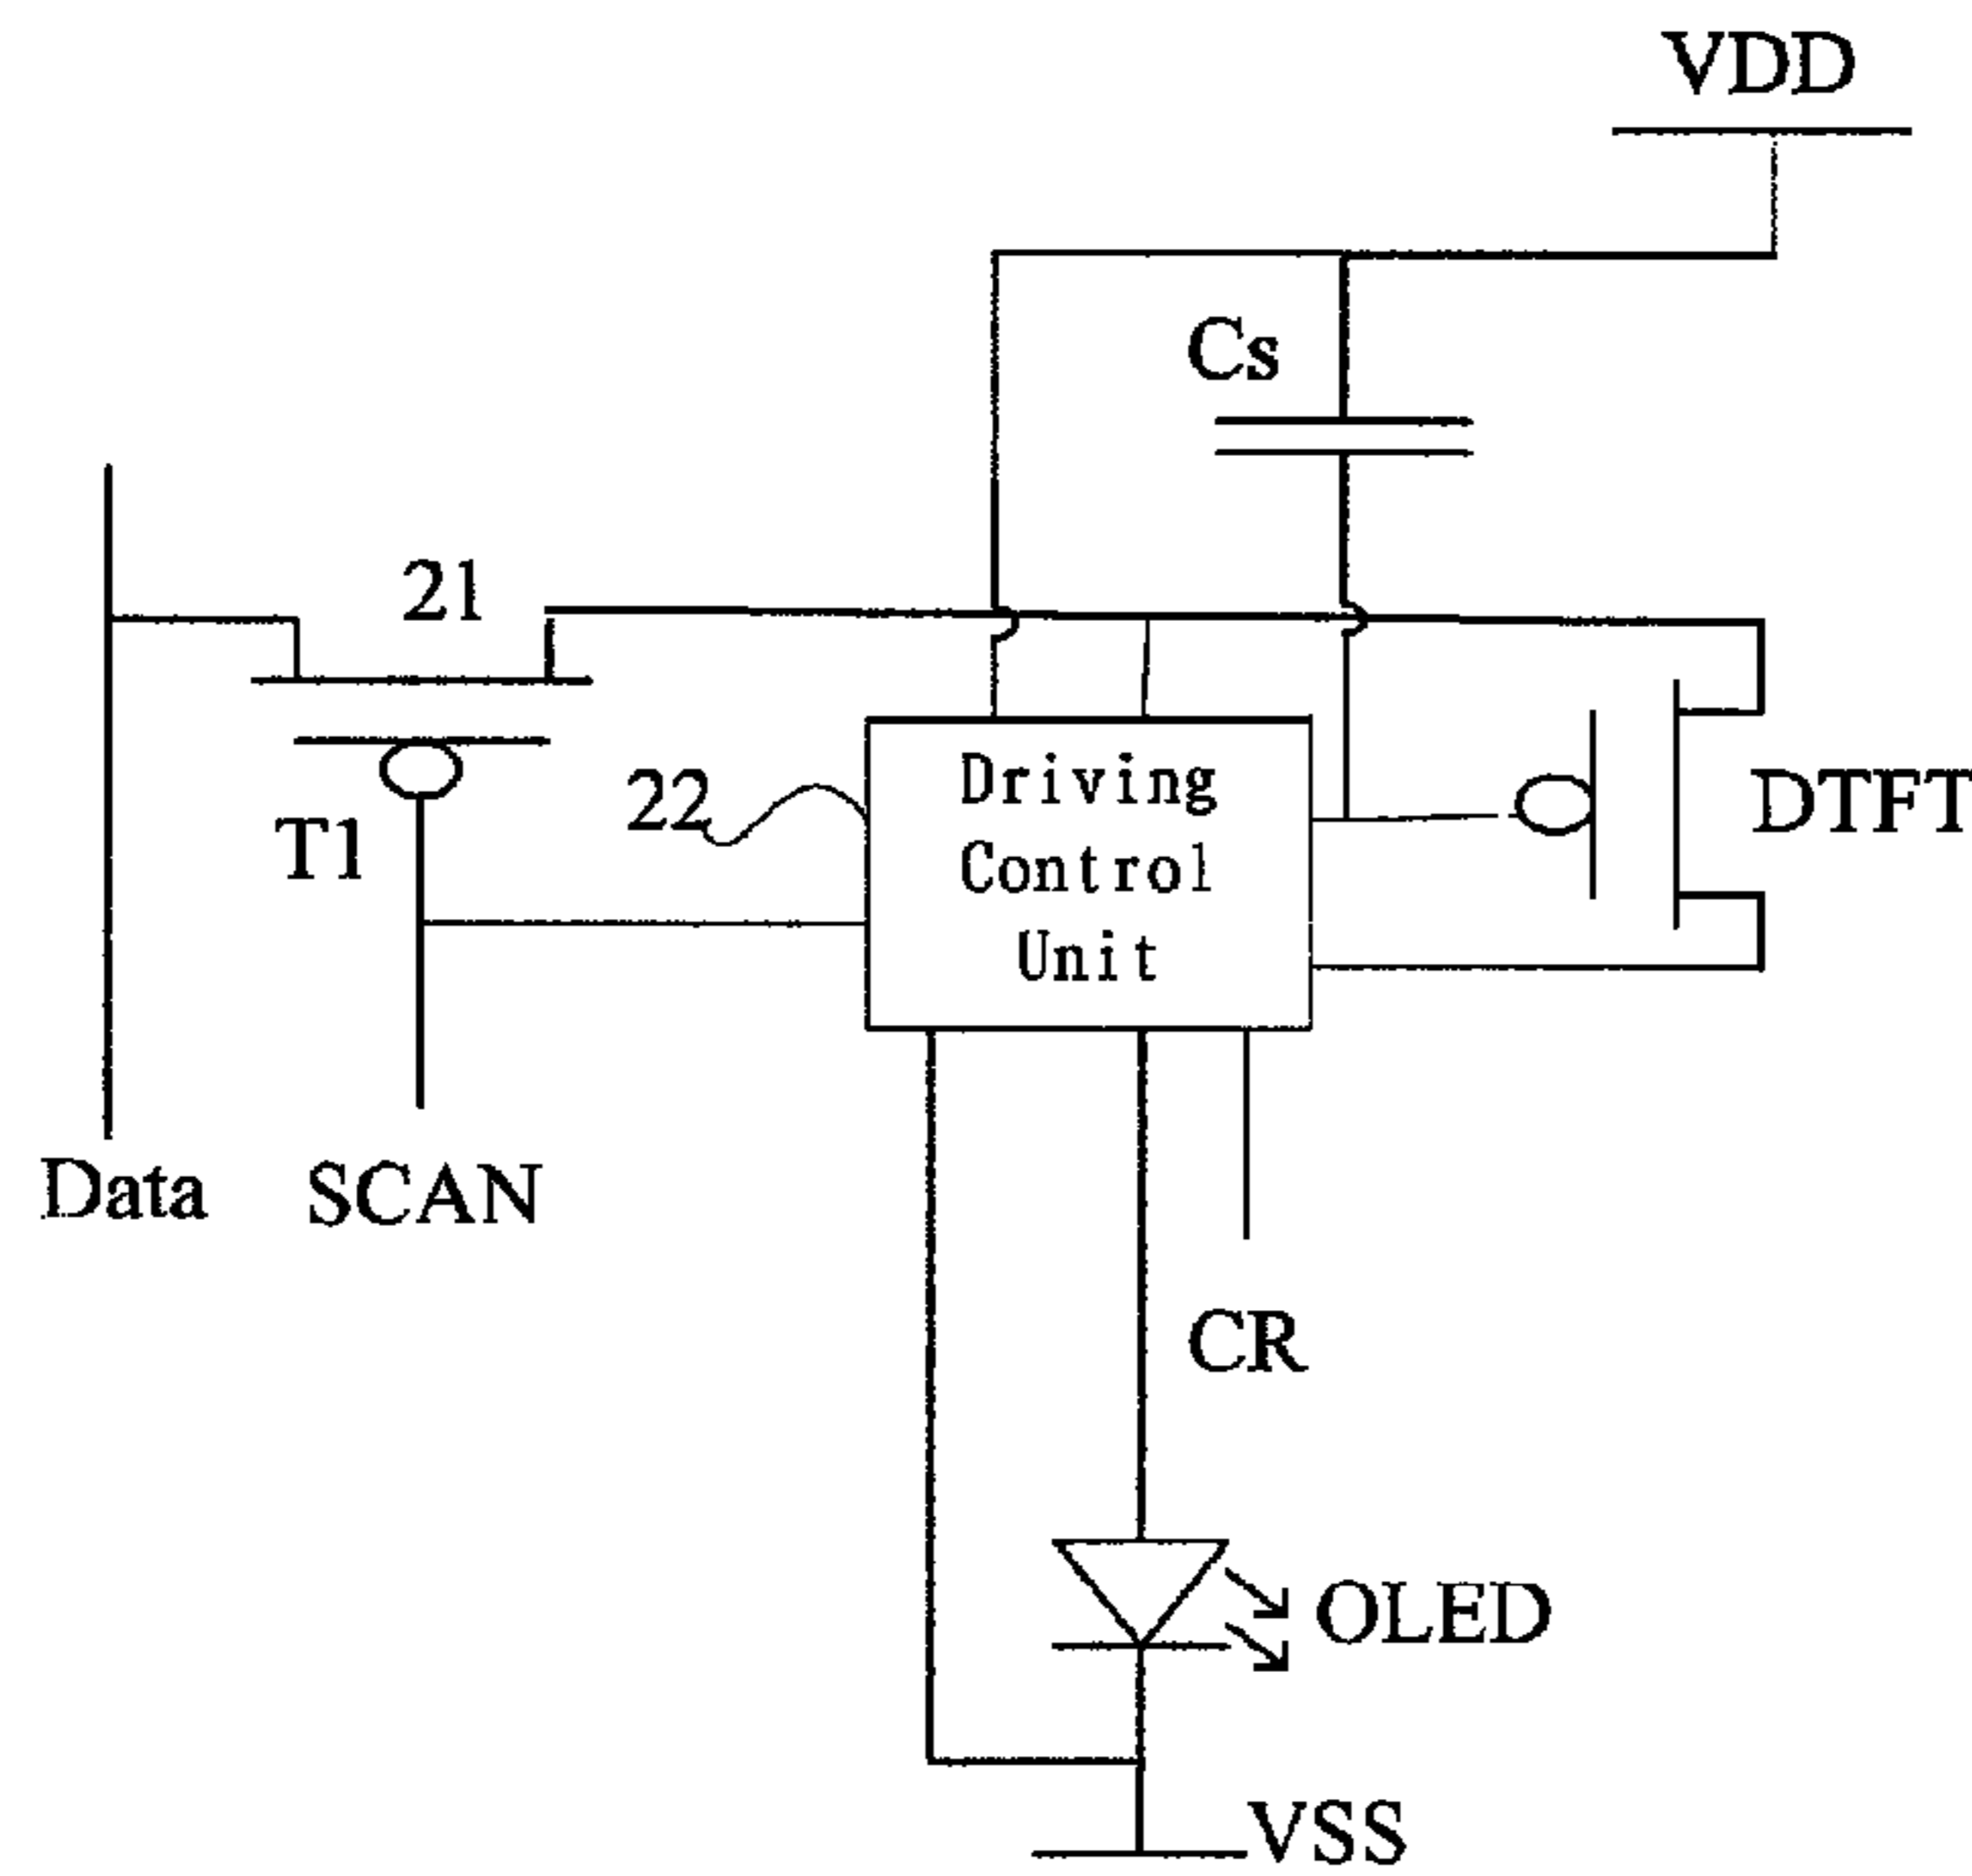 VDD
Cs
21
22
Driving
Control
Unit
DTFT
T1
Data
SCAN
CR
OLED
VSS